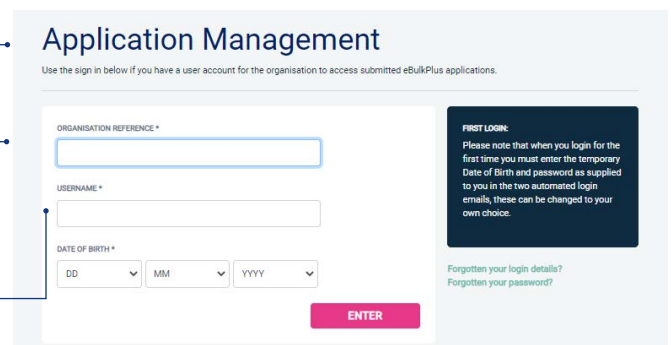 Application Management
Use the sign in below if you have a user account for the organisation to access submitted eBulkPlus applications.
ORGANISATION REFERENCE *
USERNAME *
DATE OF BIRTH *
DD MM YYYY
ENTER
FIRST LOGIN:
Please note that when you login for the
first time you must enter the temporary
Date of Birth and password as supplied
to you in the two automated login
emails, these can be changed to your
own choice.
Forgotten your login details?
Forgotten your password?